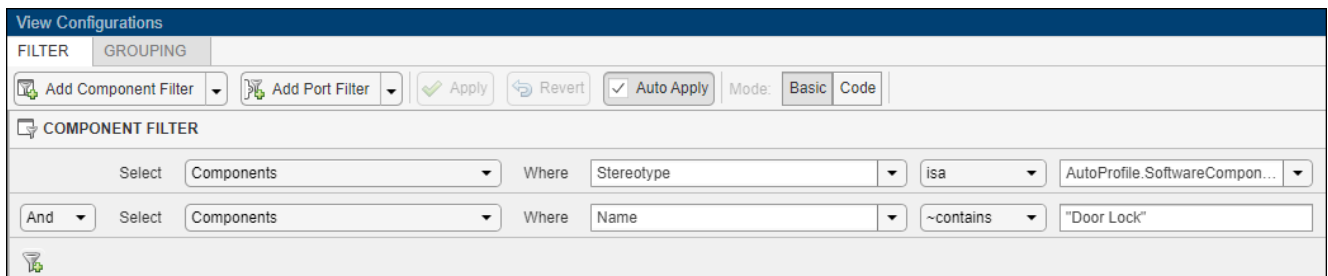 View Configurations
FILTER GROUPING
Add Component Filter Add Port Filter Apply Revert Auto Apply Mode: Basic Code
COMPONENT FILTER
Select Components Where Stereotype isa AutoProfile.SoftwareCompon...
And Select Components Where Name ~contains "Door Lock"